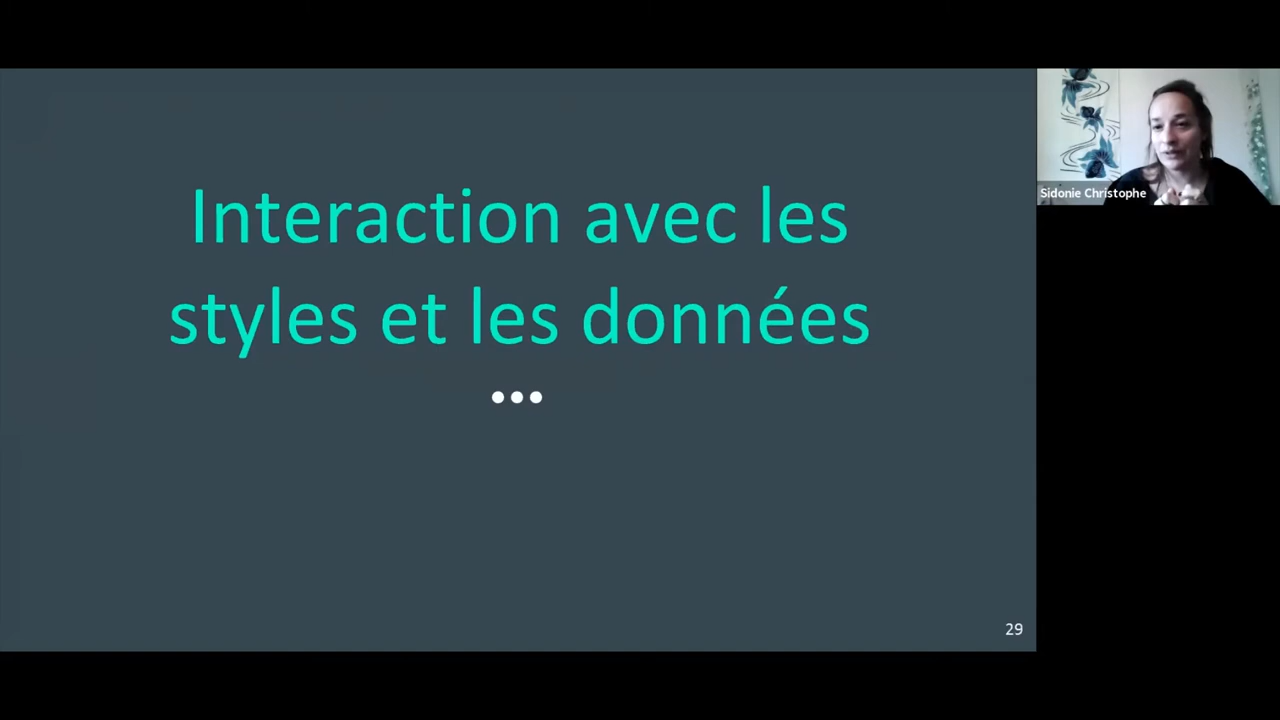 Interaction avec les
styles et les données
Sidonie Christophe
29